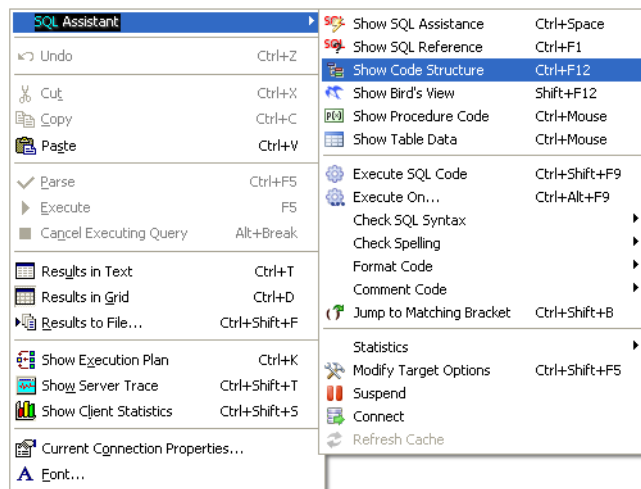 SQL Assistant
Undo Ctrl+Z
Cut Ctrl+X
Copy Ctrl+C
Paste Ctrl+V
Parse Ctrl+F5
Execute F5
Cancel Executing Query Alt+Break
Results in Text Ctrl+T
Results in Grid Ctrl+D
Results to File... Ctrl+Shift+F
Show Execution Plan Ctrl+K
Show Server Trace Ctrl+Shift+T
Show Client Statistics Ctrl+Shift+S
Current Connection Properties...
A Font...
SQL Show SQL Assistance Ctrl+Space
SQL Show SQL Reference Ctrl+F1
Show Code Structure Ctrl+F12
Show Bird's View Shift+F12
P(x) Show Procedure Code Ctrl+Mouse
Show Table Data Ctrl+Mouse
Execute SQL Code Ctrl+Shift+F9
Execute On... Ctrl+Alt+F9
Check SQL Syntax
Check Spelling
Format Code
Comment Code
Jump to Matching Bracket Ctrl+Shift+B
Statistics
Modify Target Options Ctrl+Shift+F5
Suspend
Connect
Refresh Cache